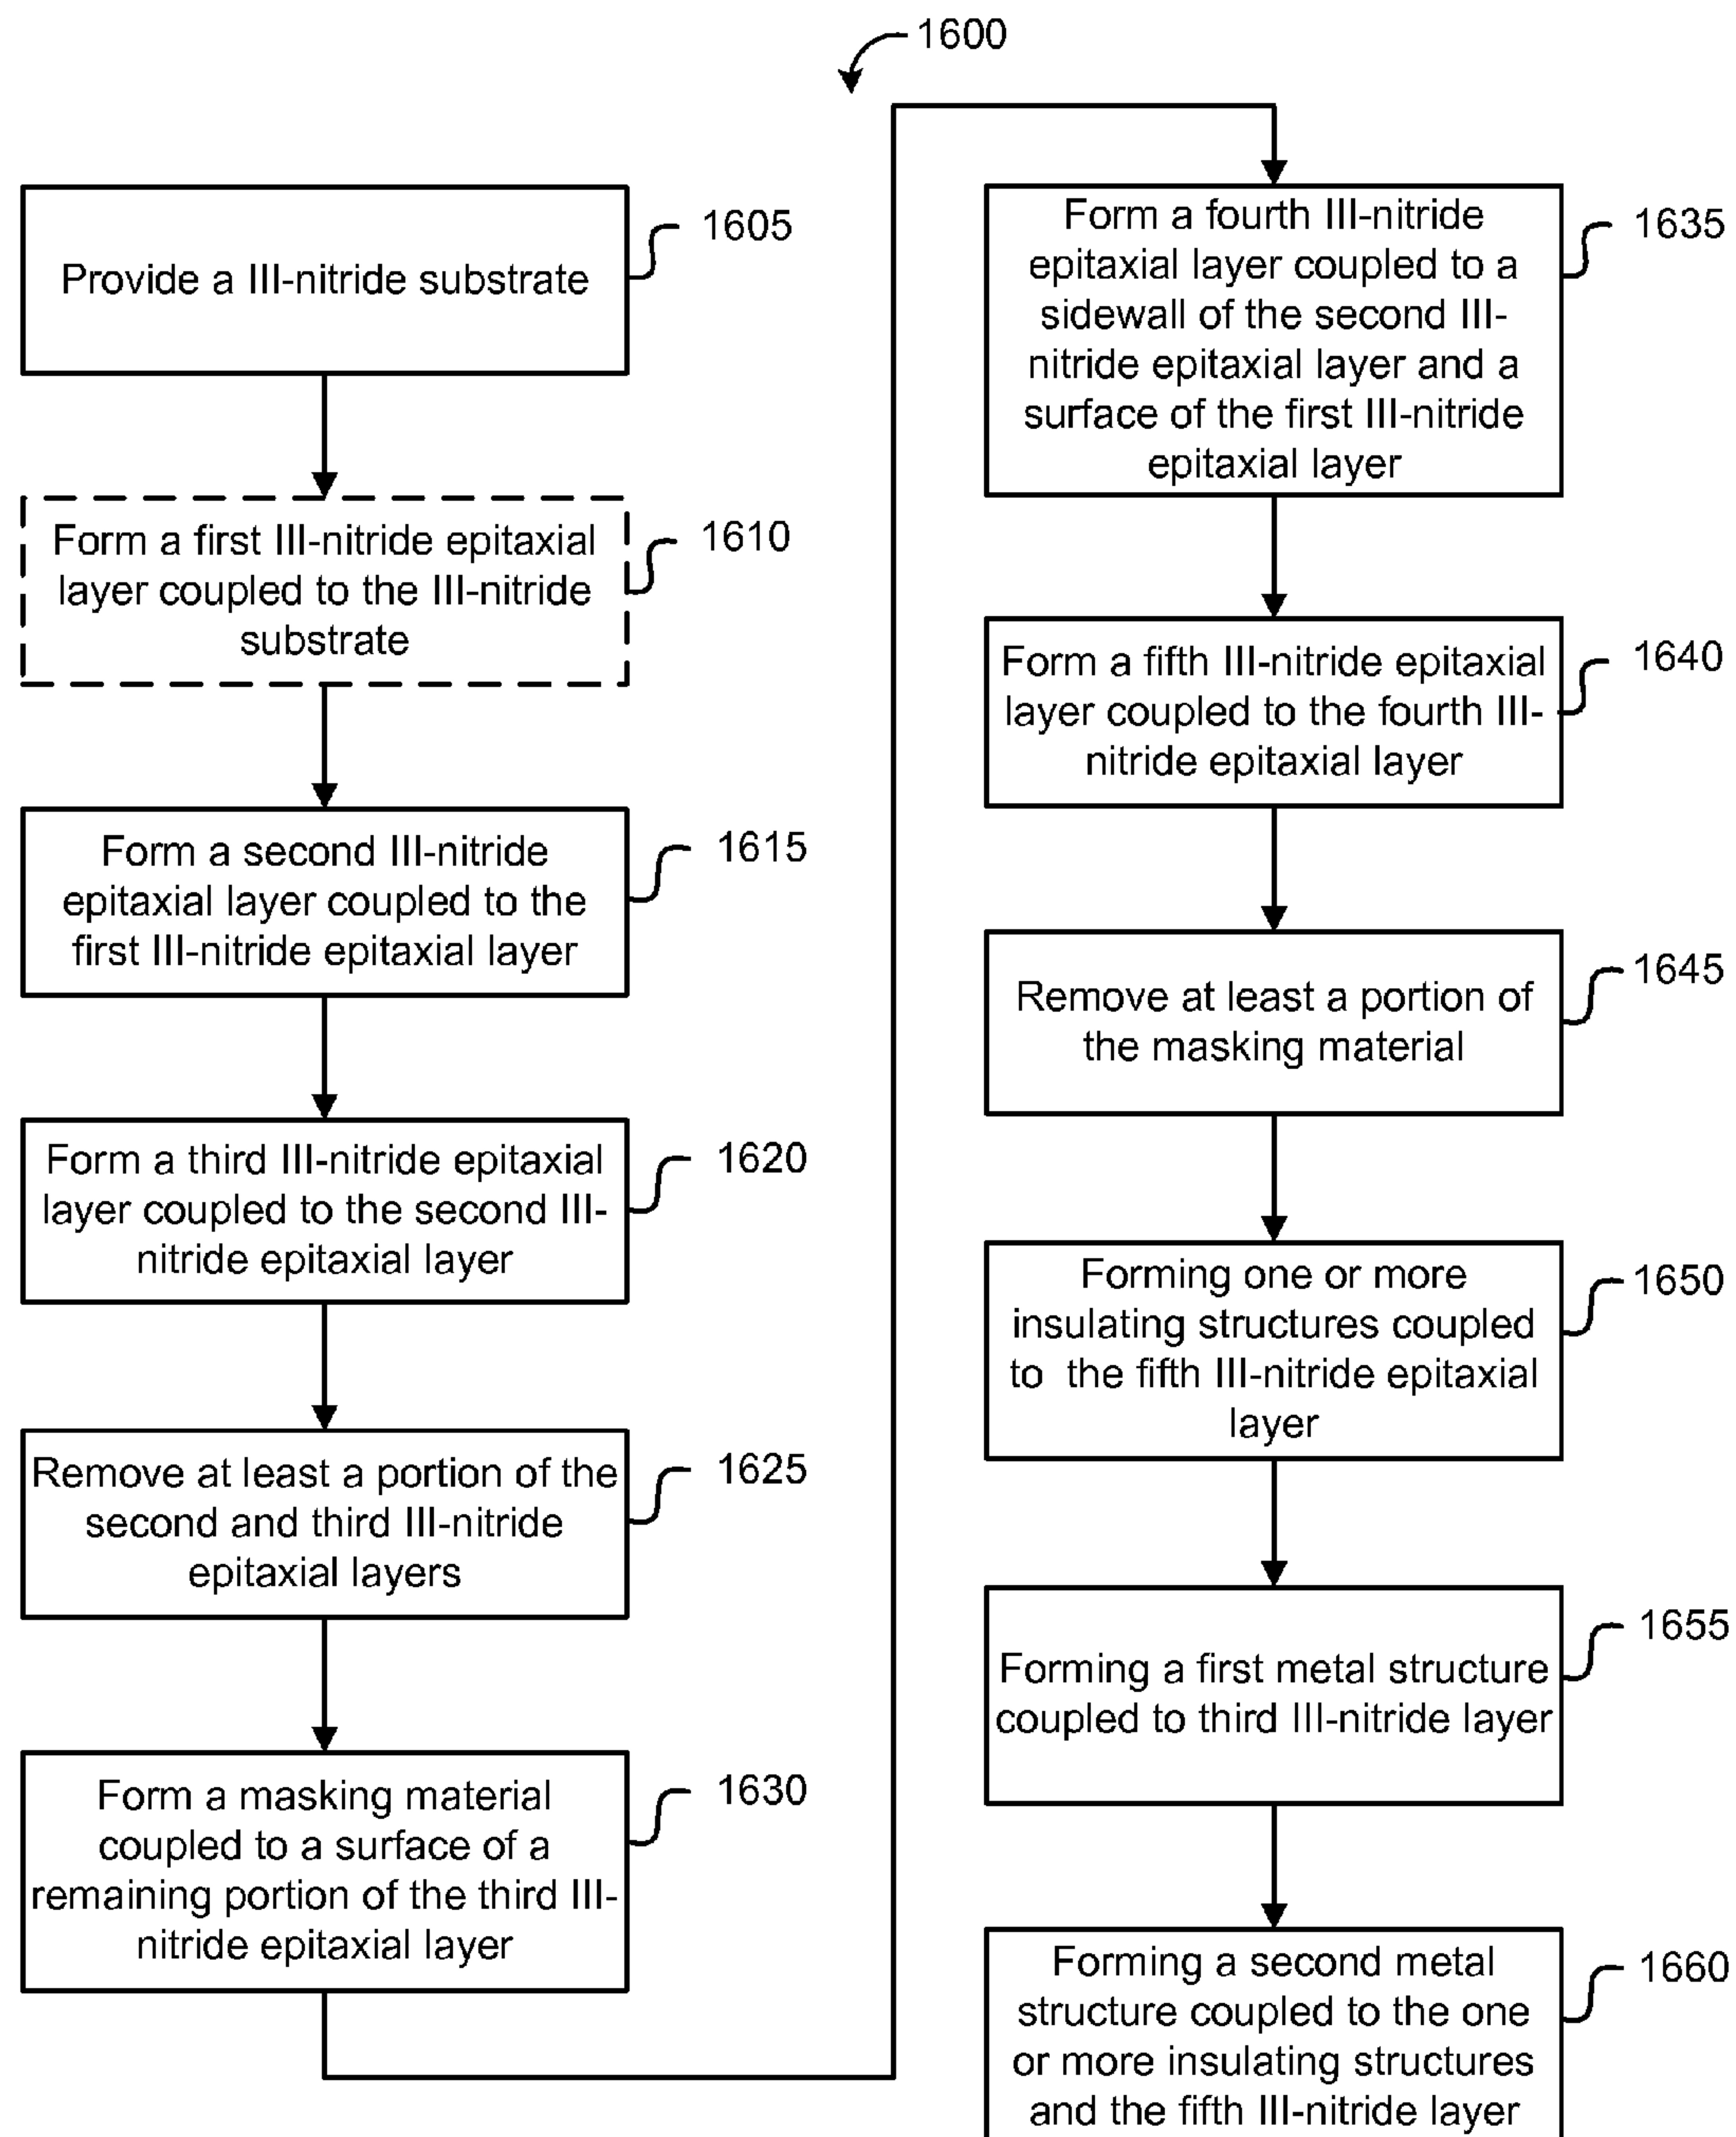 1600
Provide a III-nitride substrate
1605
Form a first III-nitride epitaxial
layer coupled to the III-nitride
substrate
1610
Form a second III-nitride
epitaxial layer coupled to the
first III-nitride epitaxial layer
1615
Form a third III-nitride epitaxial
layer coupled to the second III-
nitride epitaxial layer
1620
Remove at least a portion of the
second and third III-nitride
epitaxial layers
1625
Form a masking material
coupled to a surface of a
remaining portion of the third III-
nitride epitaxial layer
1630
Form a fourth III-nitride
epitaxial layer coupled to a
sidewall of the second III-
nitride epitaxial layer and a
surface of the first III-nitride
epitaxial layer
1635
Form a fifth III-nitride epitaxial
layer coupled to the fourth III-
nitride epitaxial layer
1640
Remove at least a portion of
the masking material
1645
Forming one or more
insulating structures coupled
to  the fifth III-nitride epitaxial
layer
1650
Forming a first metal structure
coupled to third III-nitride layer
1655
Forming a second metal
structure coupled to the one
or more insulating structures
and the fifth III-nitride layer
1660